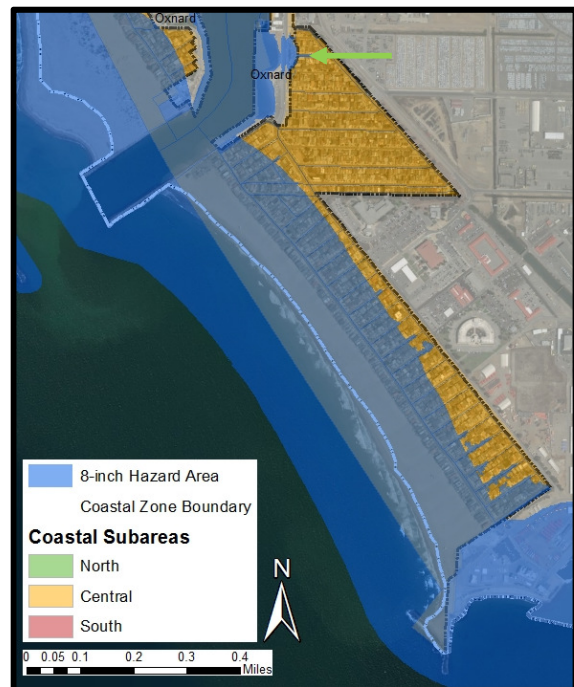 Oxnard
Oxnard
8-inch Hazard Area
Coastal Zone Boundary
Coastal Subareas
North
Central
South
N
0 0.05 0.1 0.2 0.3 0.4
Miles